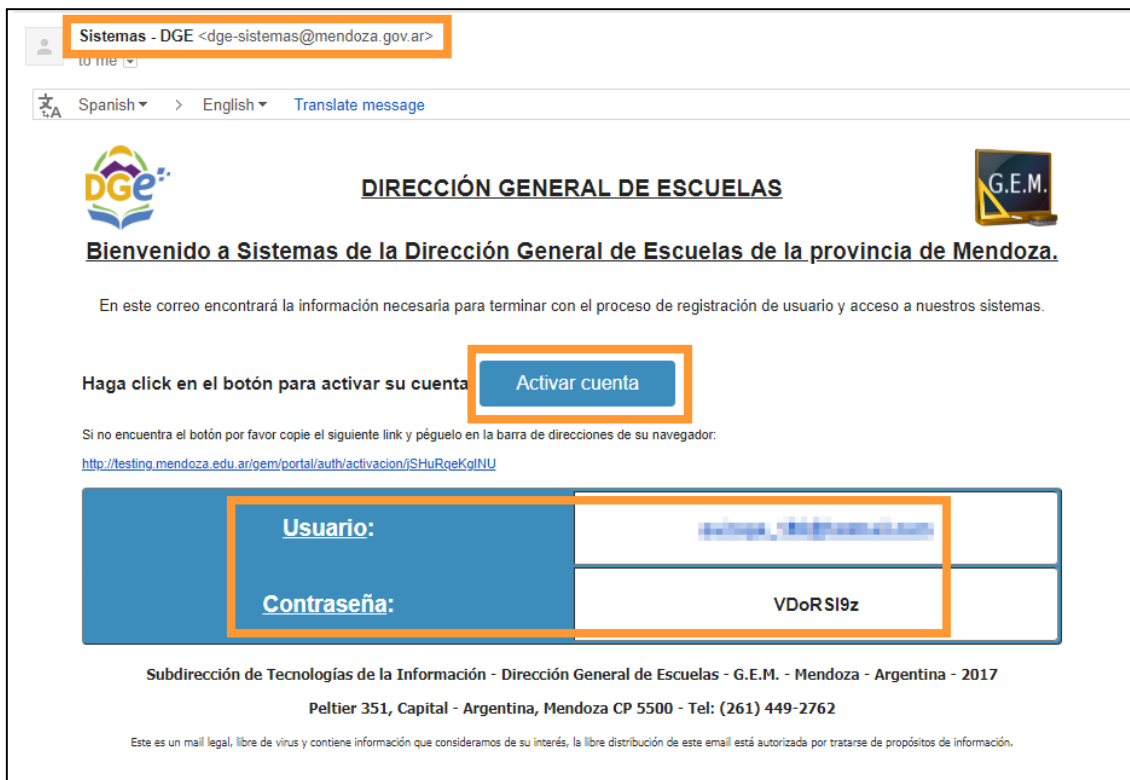 Sistemas - DGE <dge-sistemas@mendoza.gov.ar>
to me
Spanish > English Translate message
DGe
DIRECCIÓN GENERAL DE ESCUELAS
G.E.M.
Bienvenido a Sistemas de la Dirección General de Escuelas de la provincia de Mendoza.
En este correo encontrará la información necesaria para terminar con el proceso de registración de usuario y acceso a nuestros sistemas.
Haga click en el botón para activar su cuenta
Activar cuenta
Si no encuentra el botón por favor copie el siguiente link y péguelo en la barra de direcciones de su navegador:
http://testing.mendoza.edu.ar/gem/portal/auth/activacion/jSHuRqeKgINU
Usuario:
Contraseña: VDoRSI9z
Subdirección de Tecnologías de la Información - Dirección General de Escuelas - G.E.M. - Mendoza - Argentina - 2017
Peltier 351, Capital - Argentina, Mendoza CP 5500 - Tel: (261) 449-2762
Este es un mail legal, libre de virus y contiene información que consideramos de su interés, la libre distribución de este email está autorizada por tratarse de propósitos de información.